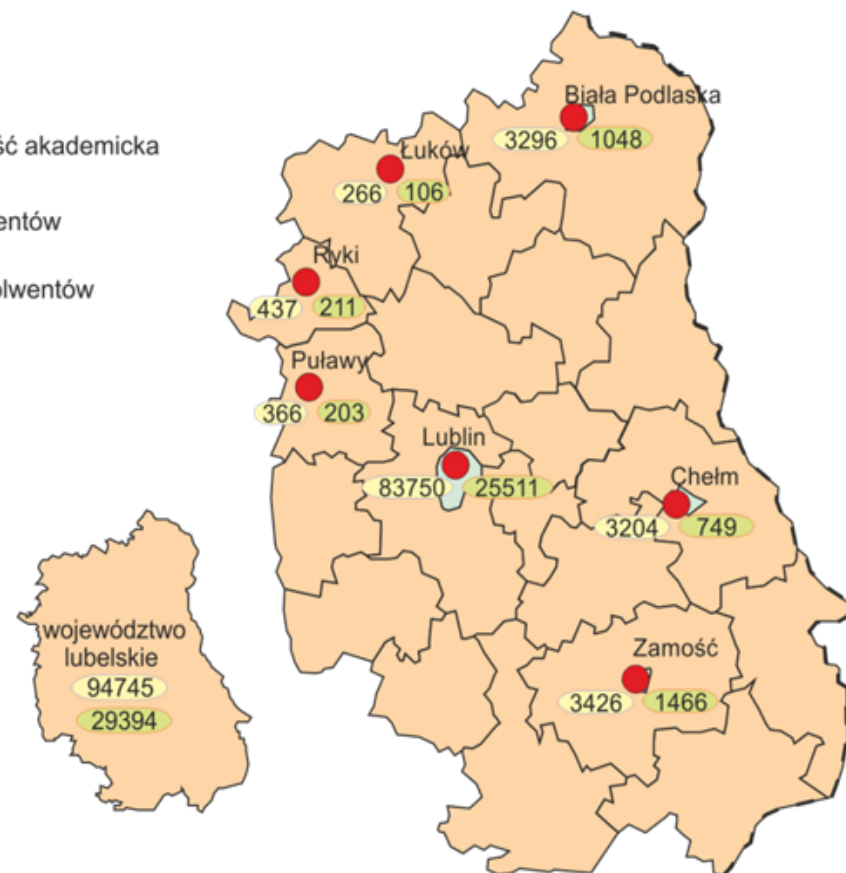 ść akademicka
entów
olwentów
Biała Podlaska
3296 1048
Łuków
266 106
Ryki
437 211
Puławy
366 203
Lublin
83750 25511
Chełm
3204 749
Zamość
3426 1466
województwo
lubelskie
94745
29394